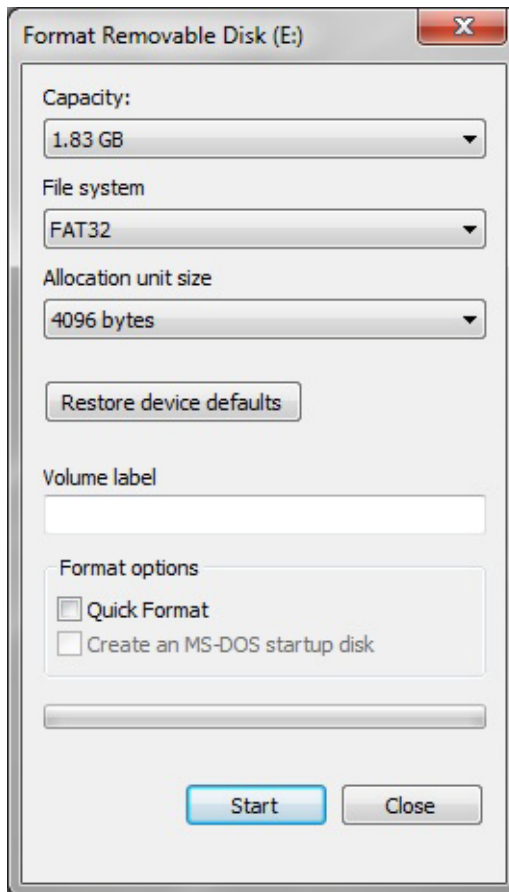 Format Removable Disk (E:)
Capacity:
1.83 GB
File system
FAT32
Allocation unit size
4096 bytes
Restore device defaults
Volume label
Format options
Quick Format
Create an MS-DOS startup disk
Start
Close